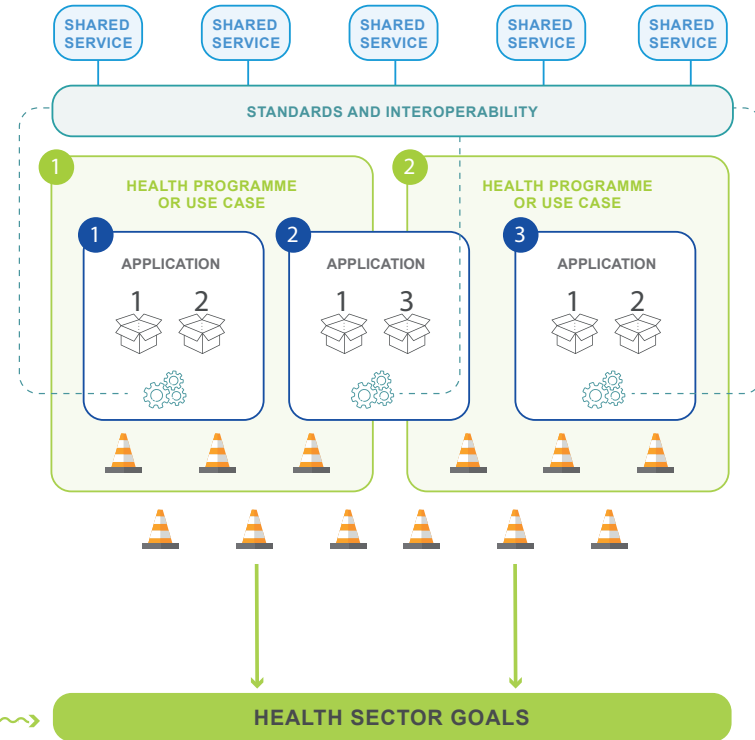 SHARED
SERVICE
SHARED
SERVICE
SHARED
SERVICE
SHARED
SERVICE
SHARED
SERVICE
STANDARDS AND INTEROPERABILITY
1
HEALTH PROGRAMME
OR USE CASE
2
HEALTH PROGRAMME
OR USE CASE
1
APPLICATION
1 2
2
APPLICATION
1 3
3
APPLICATION
1 2
HEALTH SECTOR GOALS